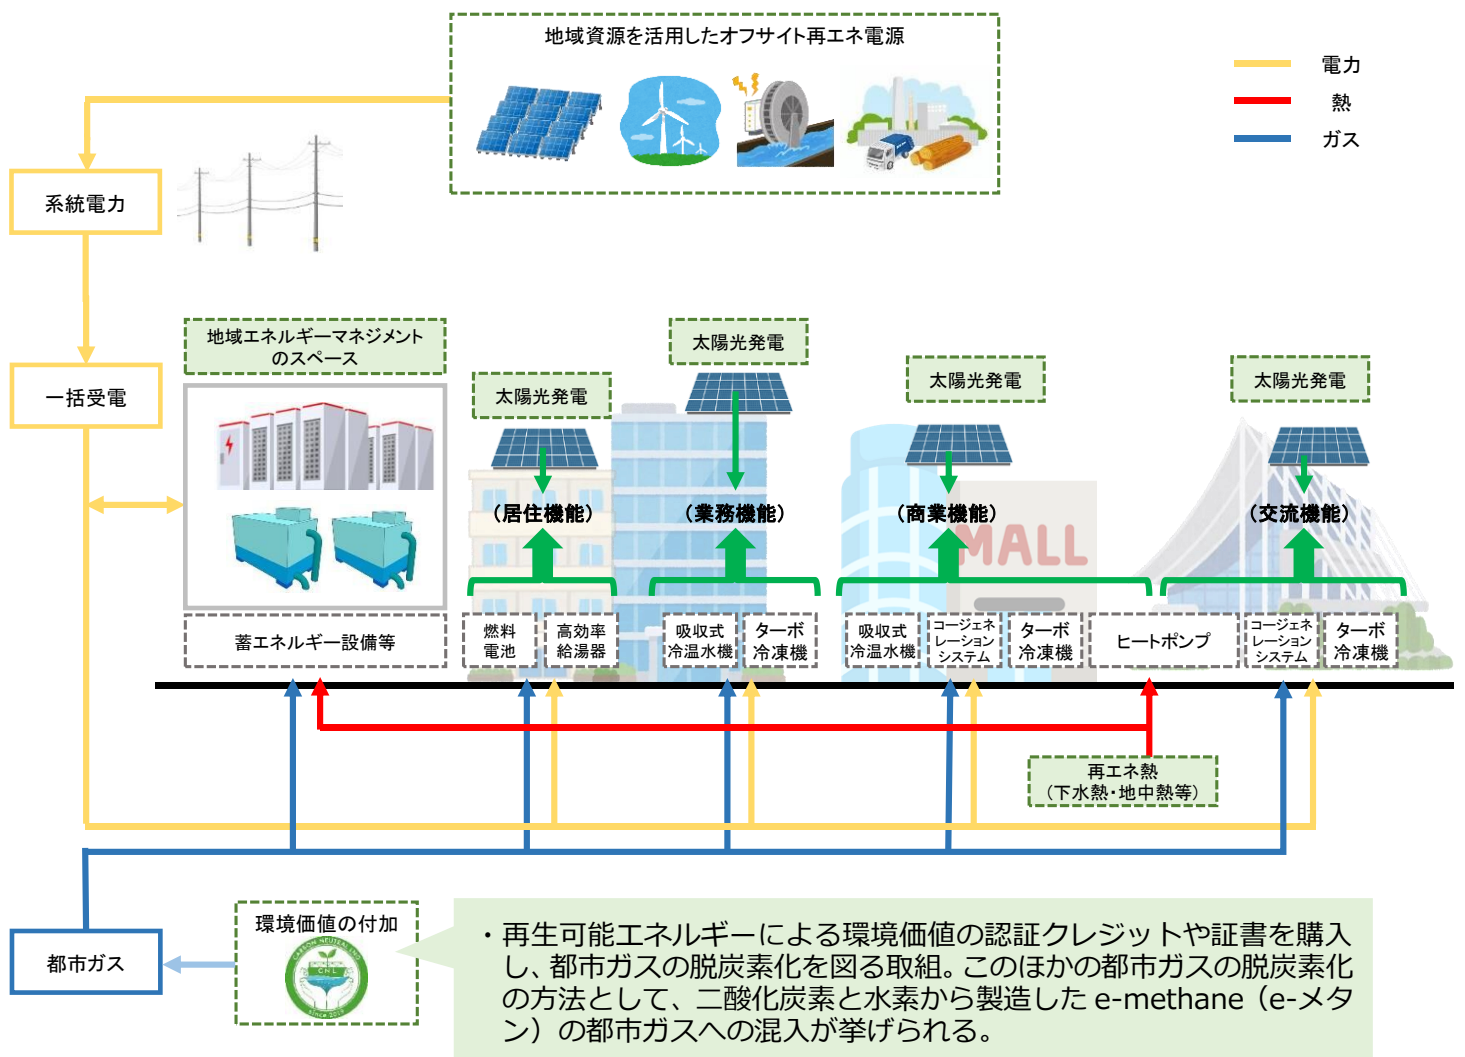 地域資源を活用したオフサイト再エネ電源
電力
熱
ガス
系統電力
一括受電
地域エネルギーマネジメント
のスペース
太陽光発電
太陽光発電
太陽光発電
太陽光発電
（居住機能）
（業務機能）
（商業機能）
（交流機能）
MALL
蓄エネルギー設備等
燃料
電池
高効率
給湯器
吸収式
冷温水機
ターボ
冷凍機
吸収式
冷温水機
コージェネ
レーション
システム
ターボ
冷凍機
ヒートポンプ
コージェネ
レーション
システム
ターボ
冷凍機
再エネ熱
（下水熱・地中熱等）
都市ガス
環境価値の付加
CARBON NEUTRAL LNG
CNL
since 2019
・再生可能エネルギーによる環境価値の認証クレジットや証書を購入
し、都市ガスの脱炭素化を図る取組。このほかの都市ガスの脱炭素化
の方法として、二酸化炭素と水素から製造した e-methane（e-メタ
ン）の都市ガスへの混入が挙げられる。